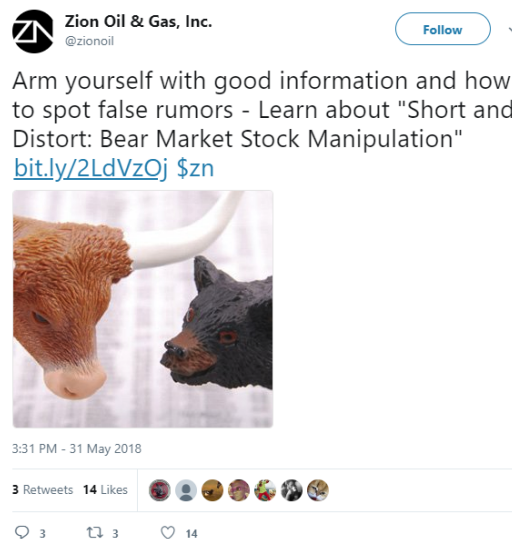 Zion Oil & Gas, Inc.
@zionoil
Follow
Arm yourself with good information and how
to spot false rumors - Learn about "Short and
Distort: Bear Market Stock Manipulation"
bit.ly/2LdVzOj $zn
3:31 PM - 31 May 2018
3 Retweets 14 Likes
3 3 14